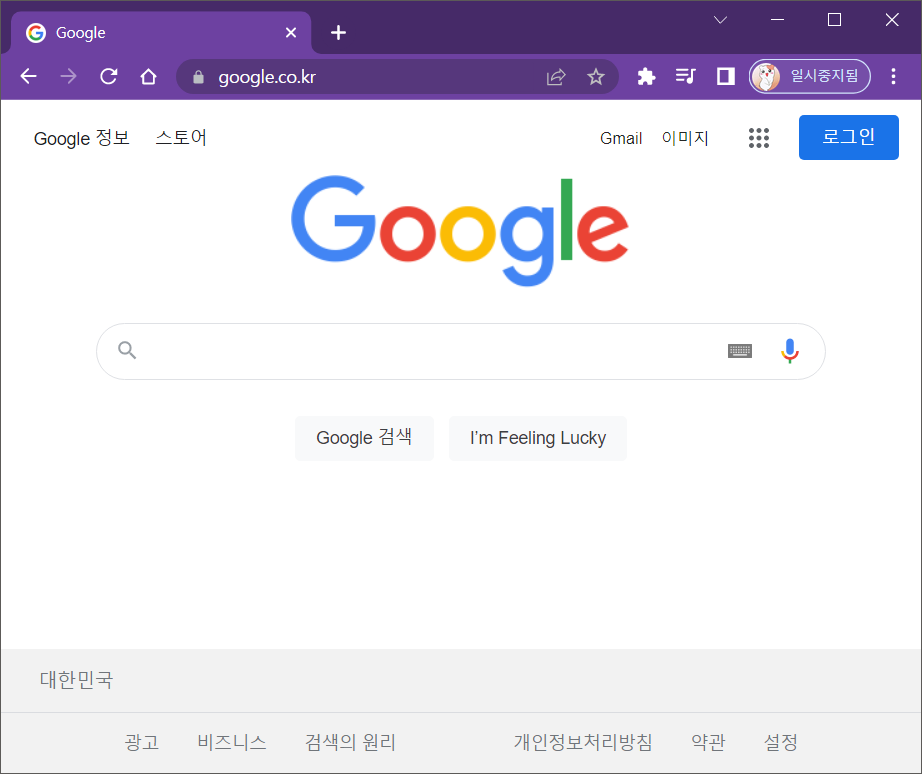 Google
google.co.kr
일시중지됨
Google 정보 스토어 Gmail 이미지 로그인
Google
Google 검색 I'm Feeling Lucky
대한민국
광고 비즈니스 검색의 원리 개인정보처리방침 약관 설정